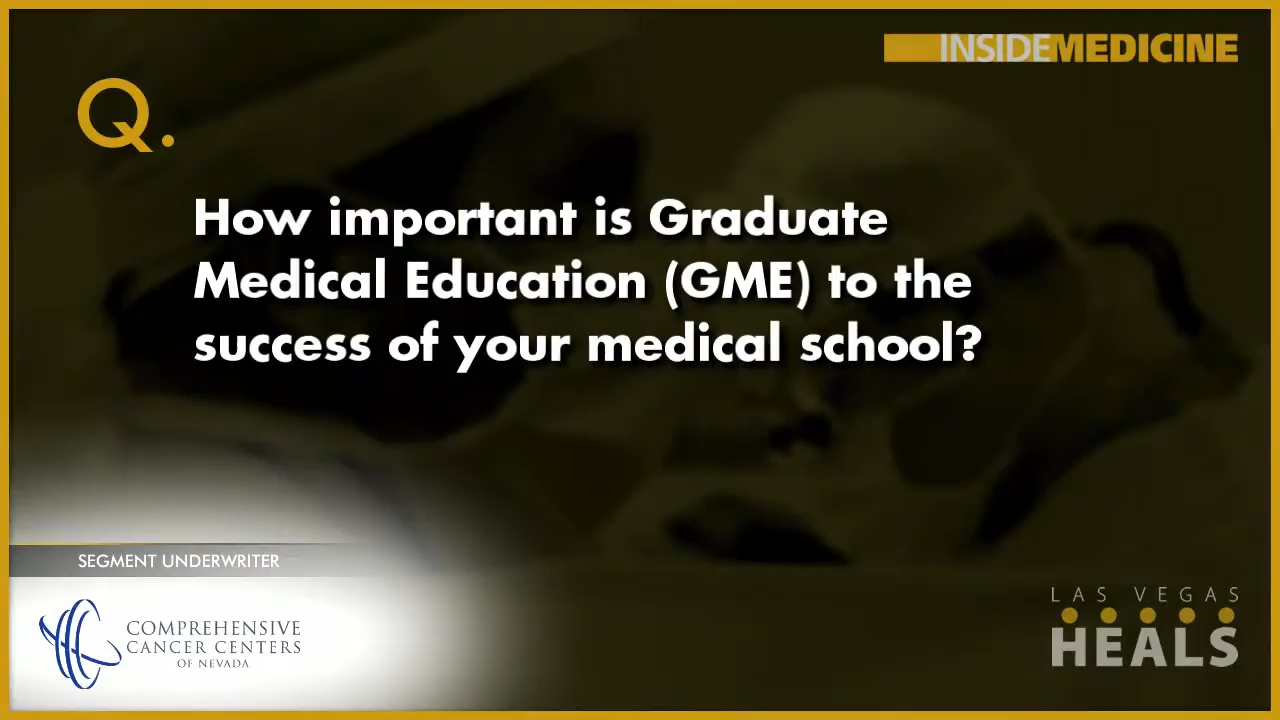 INSIDEMEDICINE
Q.
How important is Graduate
Medical Education (GME) to the
success of your medical school?
SEGMENT UNDERWRITER
COMPREHENSIVE
CANCER CENTERS
OF NEVADA
LAS VEGAS
HEALS